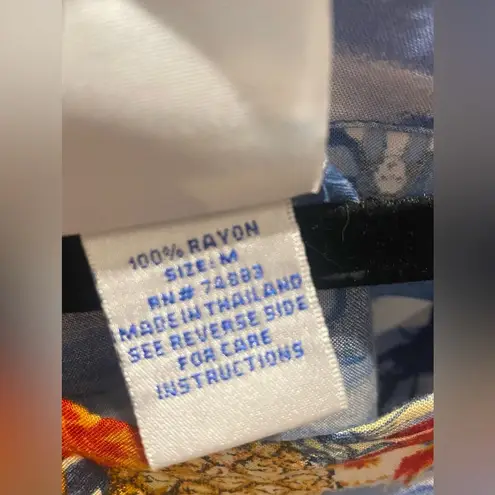 100% RAYON
SIZE: M
RN# 74883
MADE IN THAILAND
SEE REVERSE SIDE
FOR CARE
INSTRUCTIONS